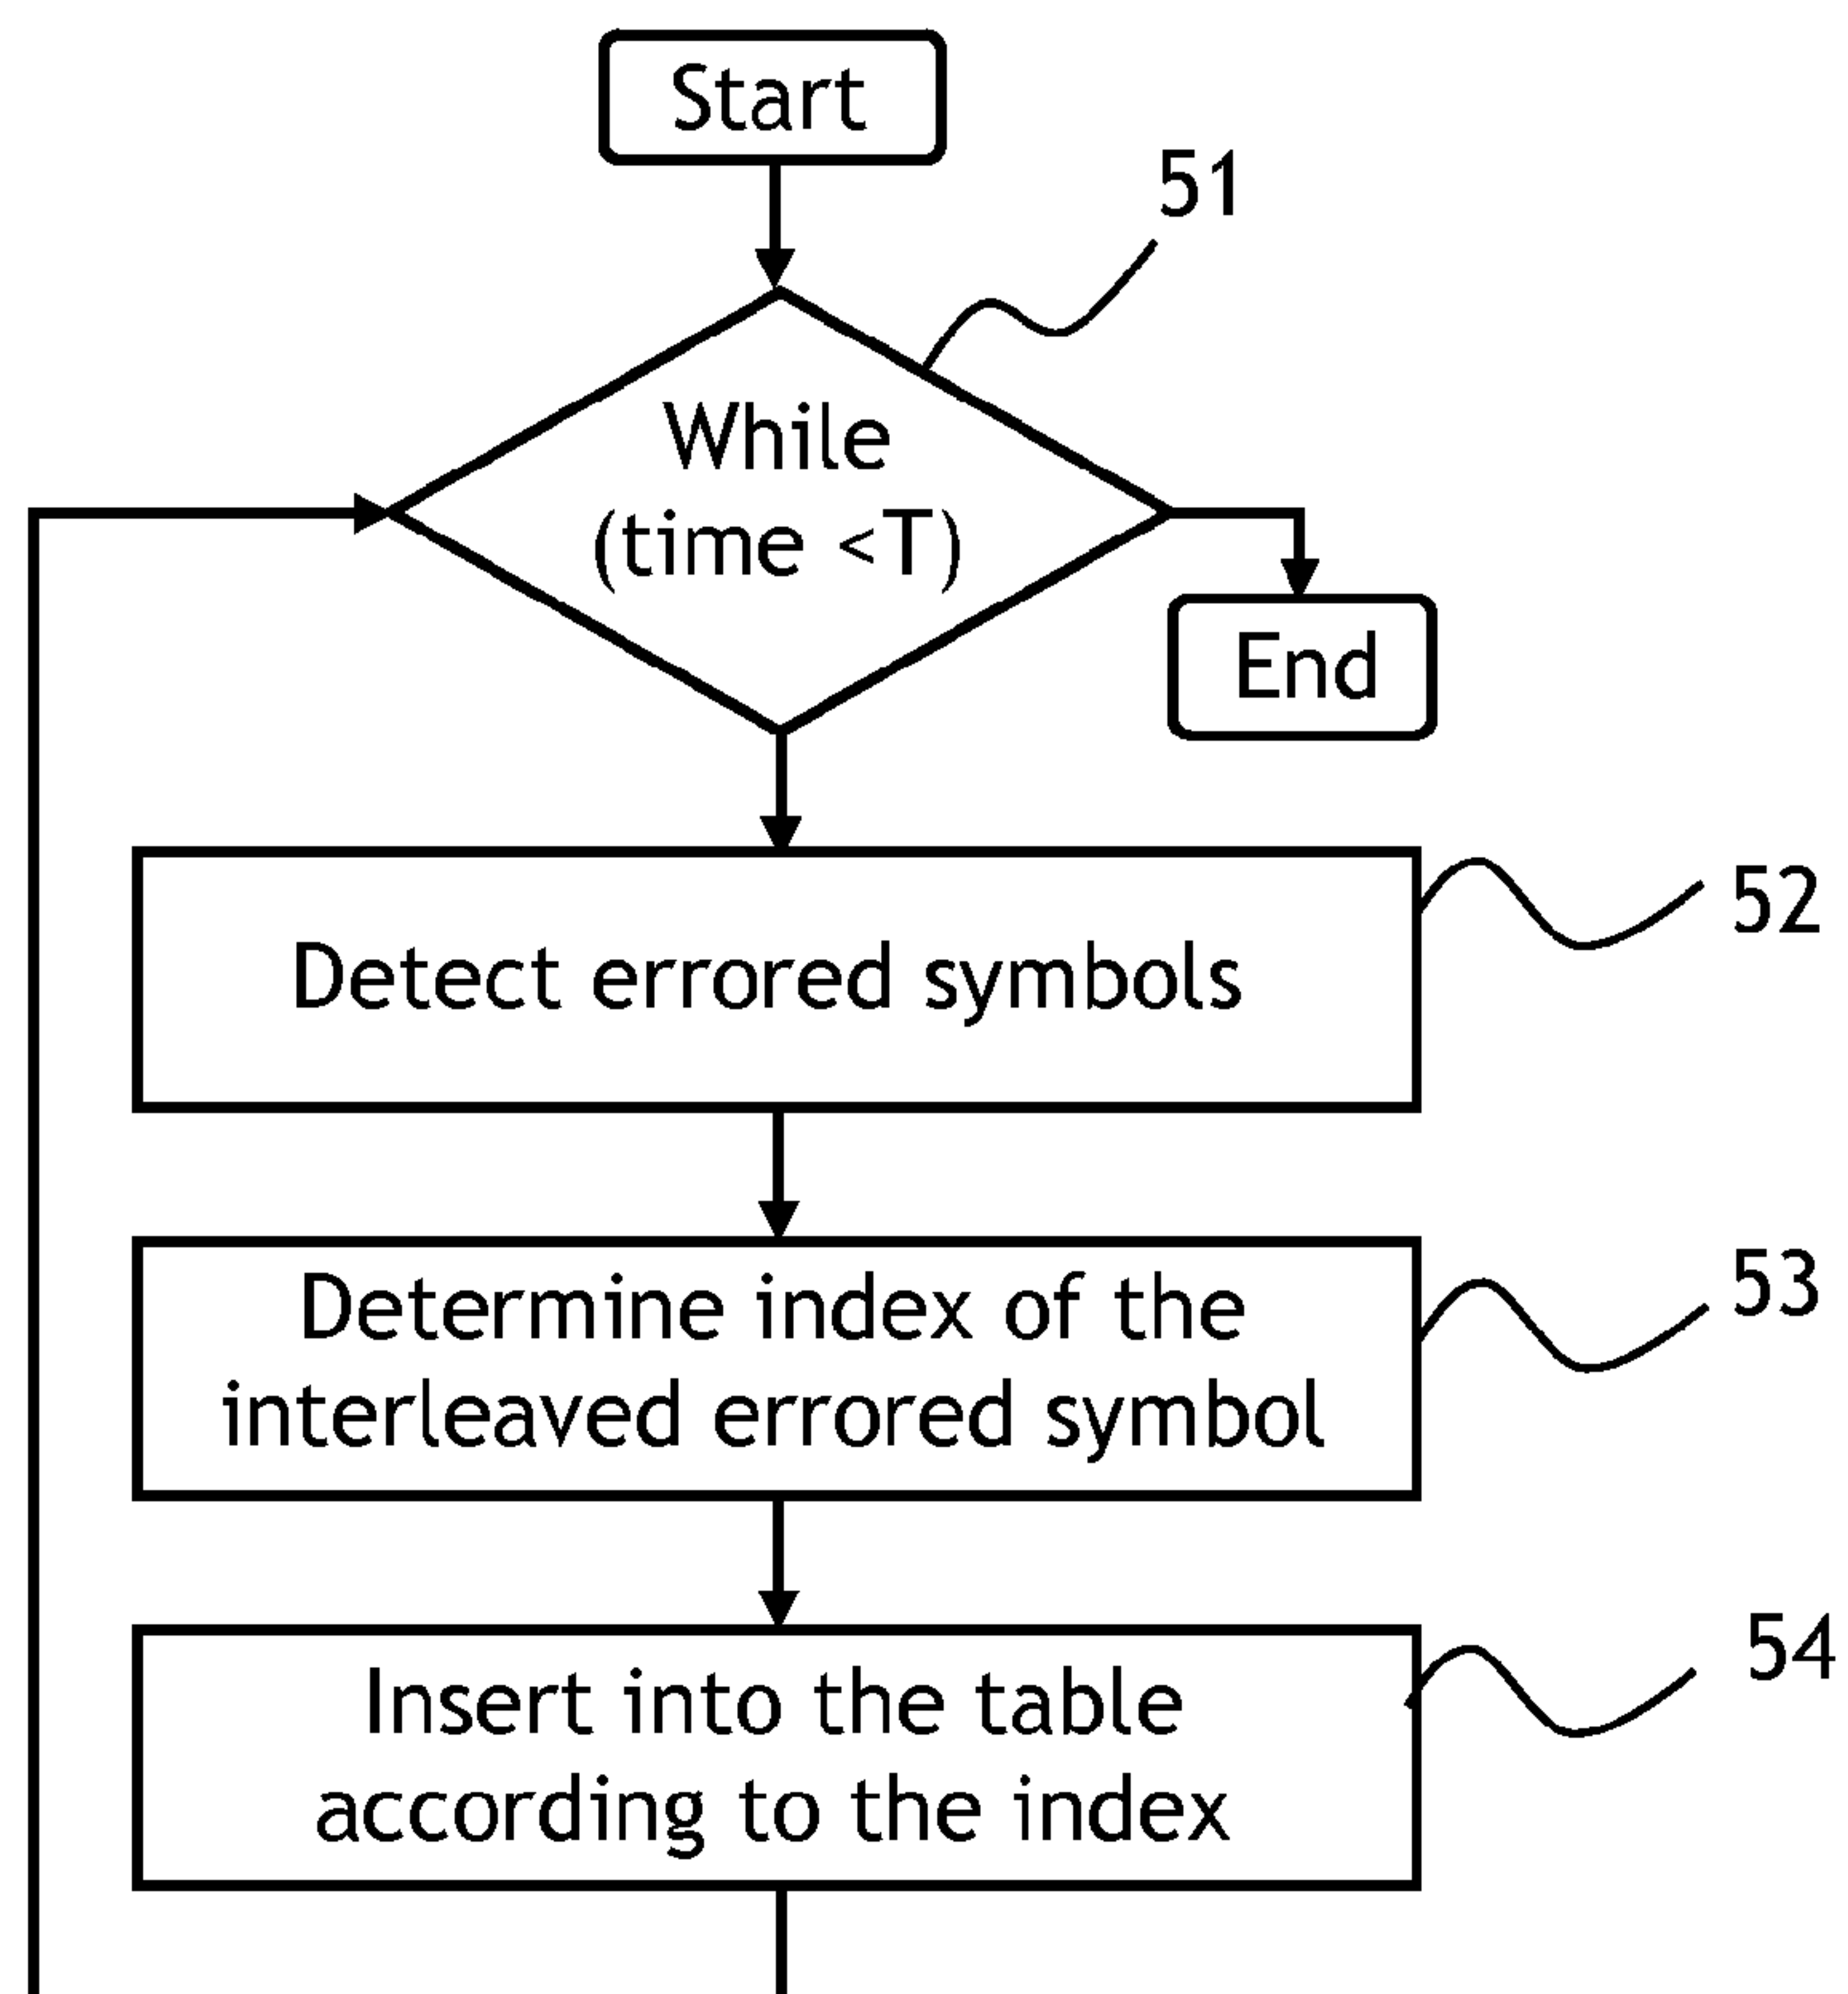 Start
51
While
(time <T)
End
52
Detect errored symbols
53
Determine index of the
interleaved errored symbol
54
Insert into the table
according to the index